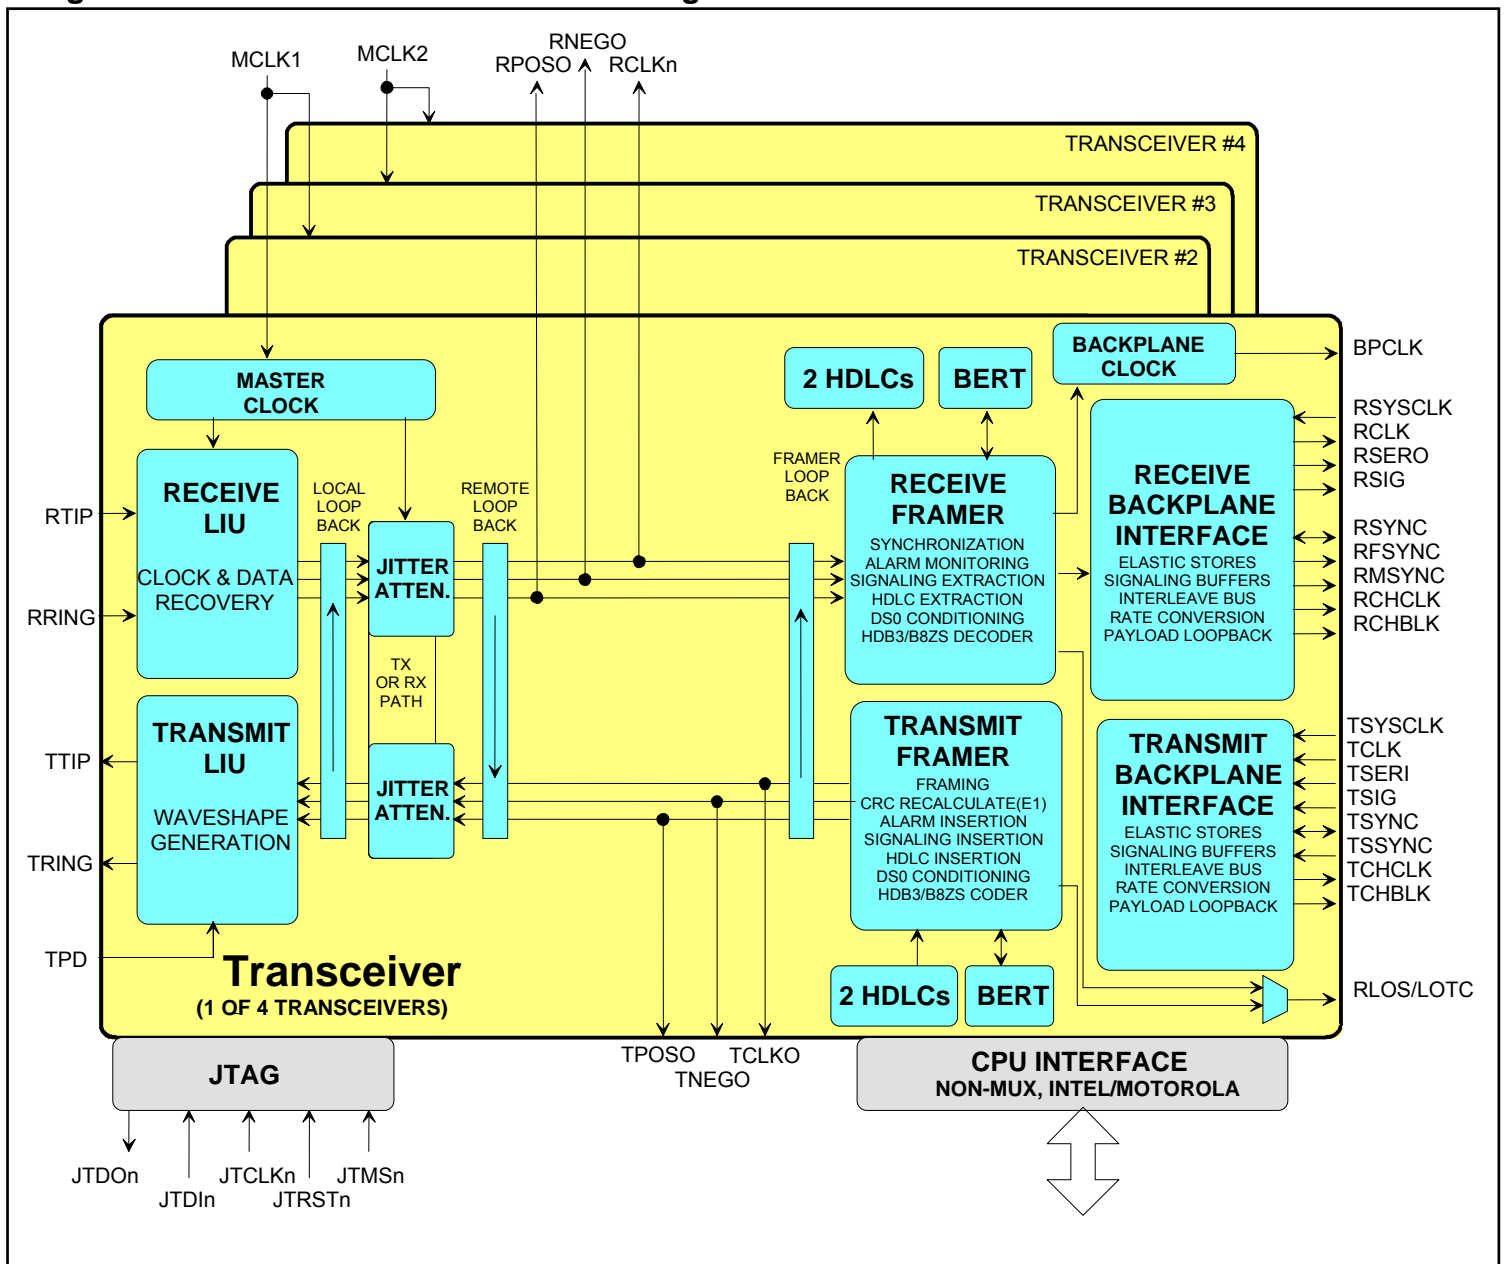 MCLK1
MCLK2
RNEGO
RPOSO
RCLKn
TRANSCEIVER #4
TRANSCEIVER #3
TRANSCEIVER #2
MASTER
CLOCK
2 HDLCs
BERT
BACKPLANE
CLOCK
BPCLK
RECEIVE
LIU
CLOCK & DATA
RECOVERY
RTIP
RRING
LOCAL
LOOP
BACK
JITTER
ATTEN.
REMOTE
LOOP
BACK
FRAMER
LOOP
BACK
RECEIVE
FRAMER
SYNCHRONIZATION
ALARM MONITORING
SIGNALING EXTRACTION
HDLC EXTRACTION
DS0 CONDITIONING
HDB3/B8ZS DECODER
RECEIVE
BACKPLANE
INTERFACE
ELASTIC STORES
SIGNALING BUFFERS
INTERLEAVE BUS
RATE CONVERSION
PAYLOAD LOOPBACK
RSYSCLK
RCLK
RSERO
RSIG
RSYNC
RFSYNC
RMSYNC
RCHCLK
RCHBLK
TX
OR RX
PATH
TRANSMIT
LIU
WAVESHAPE
GENERATION
TTIP
TRING
TPD
JITTER
ATTEN.
TRANSMIT
FRAMER
FRAMING
CRC RECALCULATE(E1)
ALARM INSERTION
SIGNALING INSERTION
HDLC INSERTION
DS0 CONDITIONING
HDB3/B8ZS CODER
TRANSMIT
BACKPLANE
INTERFACE
ELASTIC STORES
SIGNALING BUFFERS
INTERLEAVE BUS
RATE CONVERSION
PAYLOAD LOOPBACK
TSYSCLK
TCLK
TSERI
TSIG
TSYNC
TSSYNC
TCHCLK
TCHBLK
Transceiver
(1 OF 4 TRANSCEIVERS)
2 HDLCs
BERT
RLOS/LOTC
TPOSO
TNEGO
TCLKO
JTAG
CPU INTERFACE
NON-MUX, INTEL/MOTOROLA
JTDOn
JTDIn
JTCLKn
JTRSTn
JTMSn